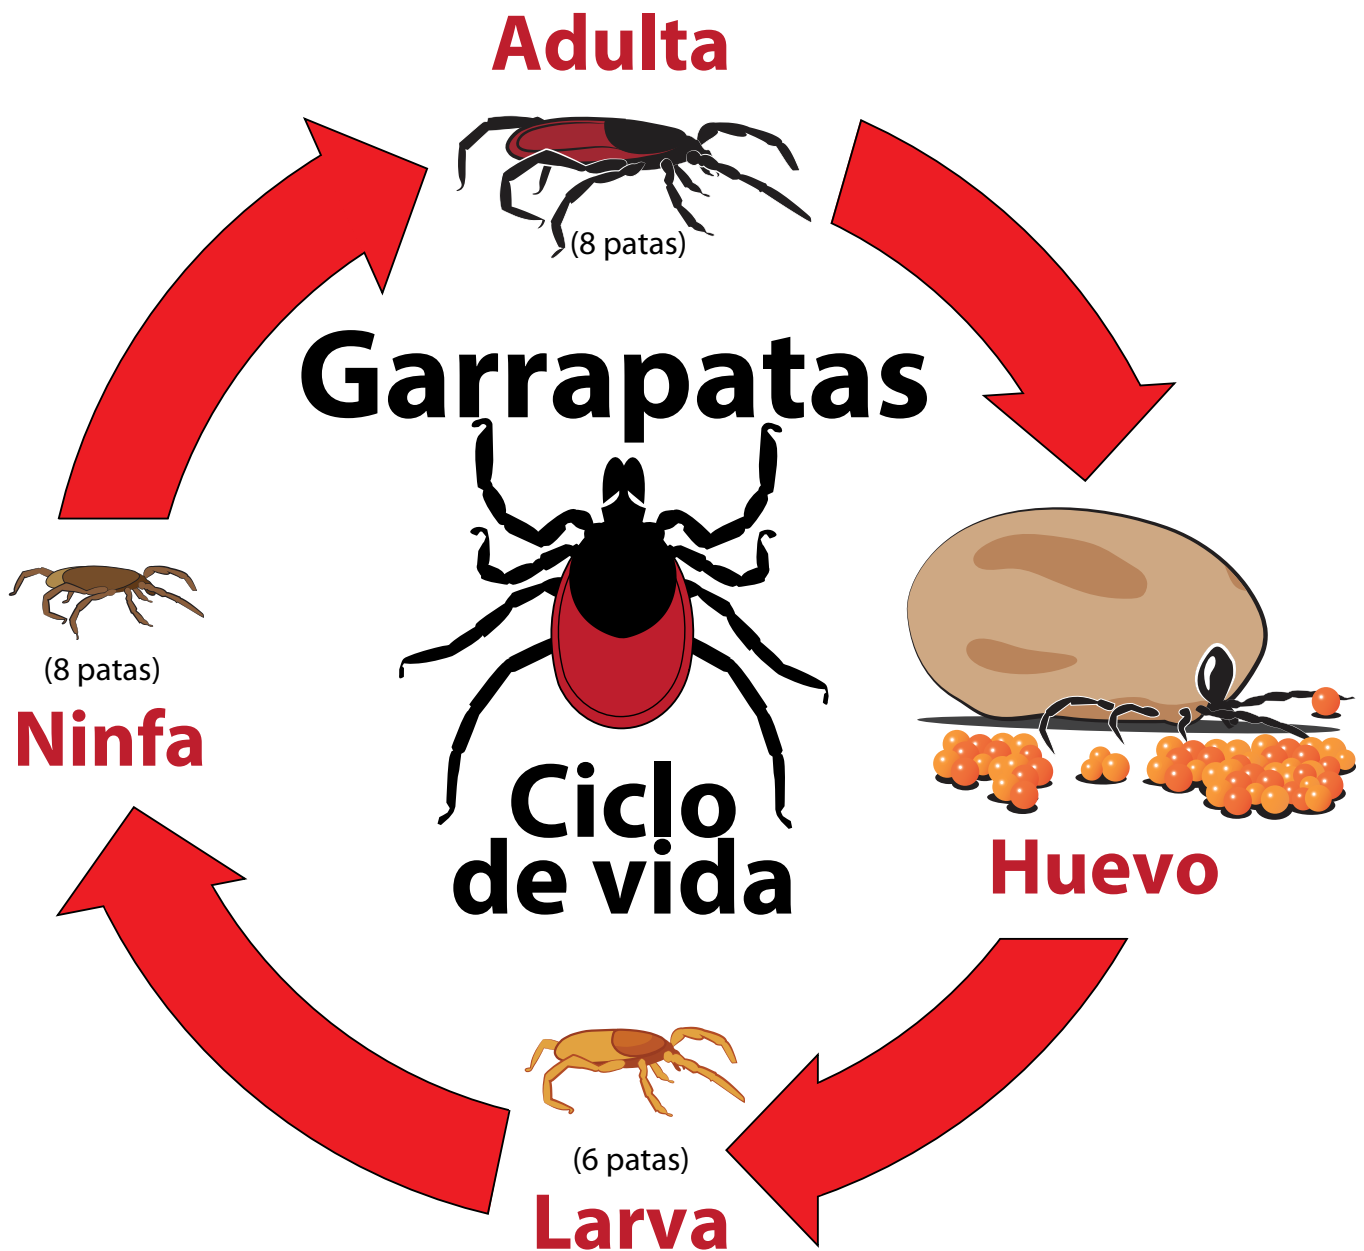 Adulta
(8 patas)
Garrapatas
(8 patas)
Ninfa
Ciclo
de vida
Huevo
(6 patas)
Larva